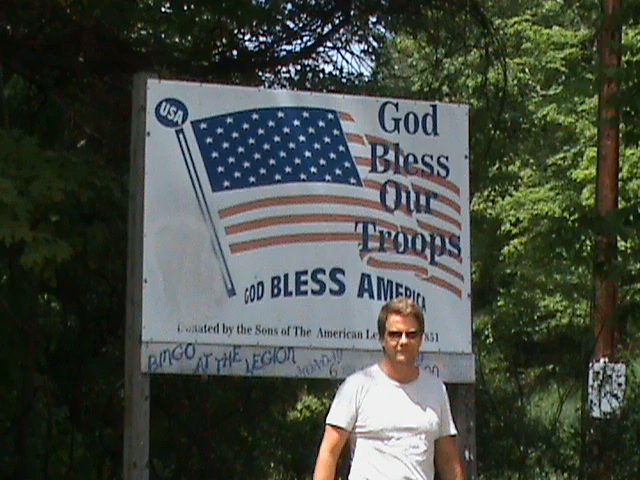 USA
God
Bless
Our
Troops
GOD BLESS AMERICA
Donated by the Sons of The American
BINGO AT THE LEGION